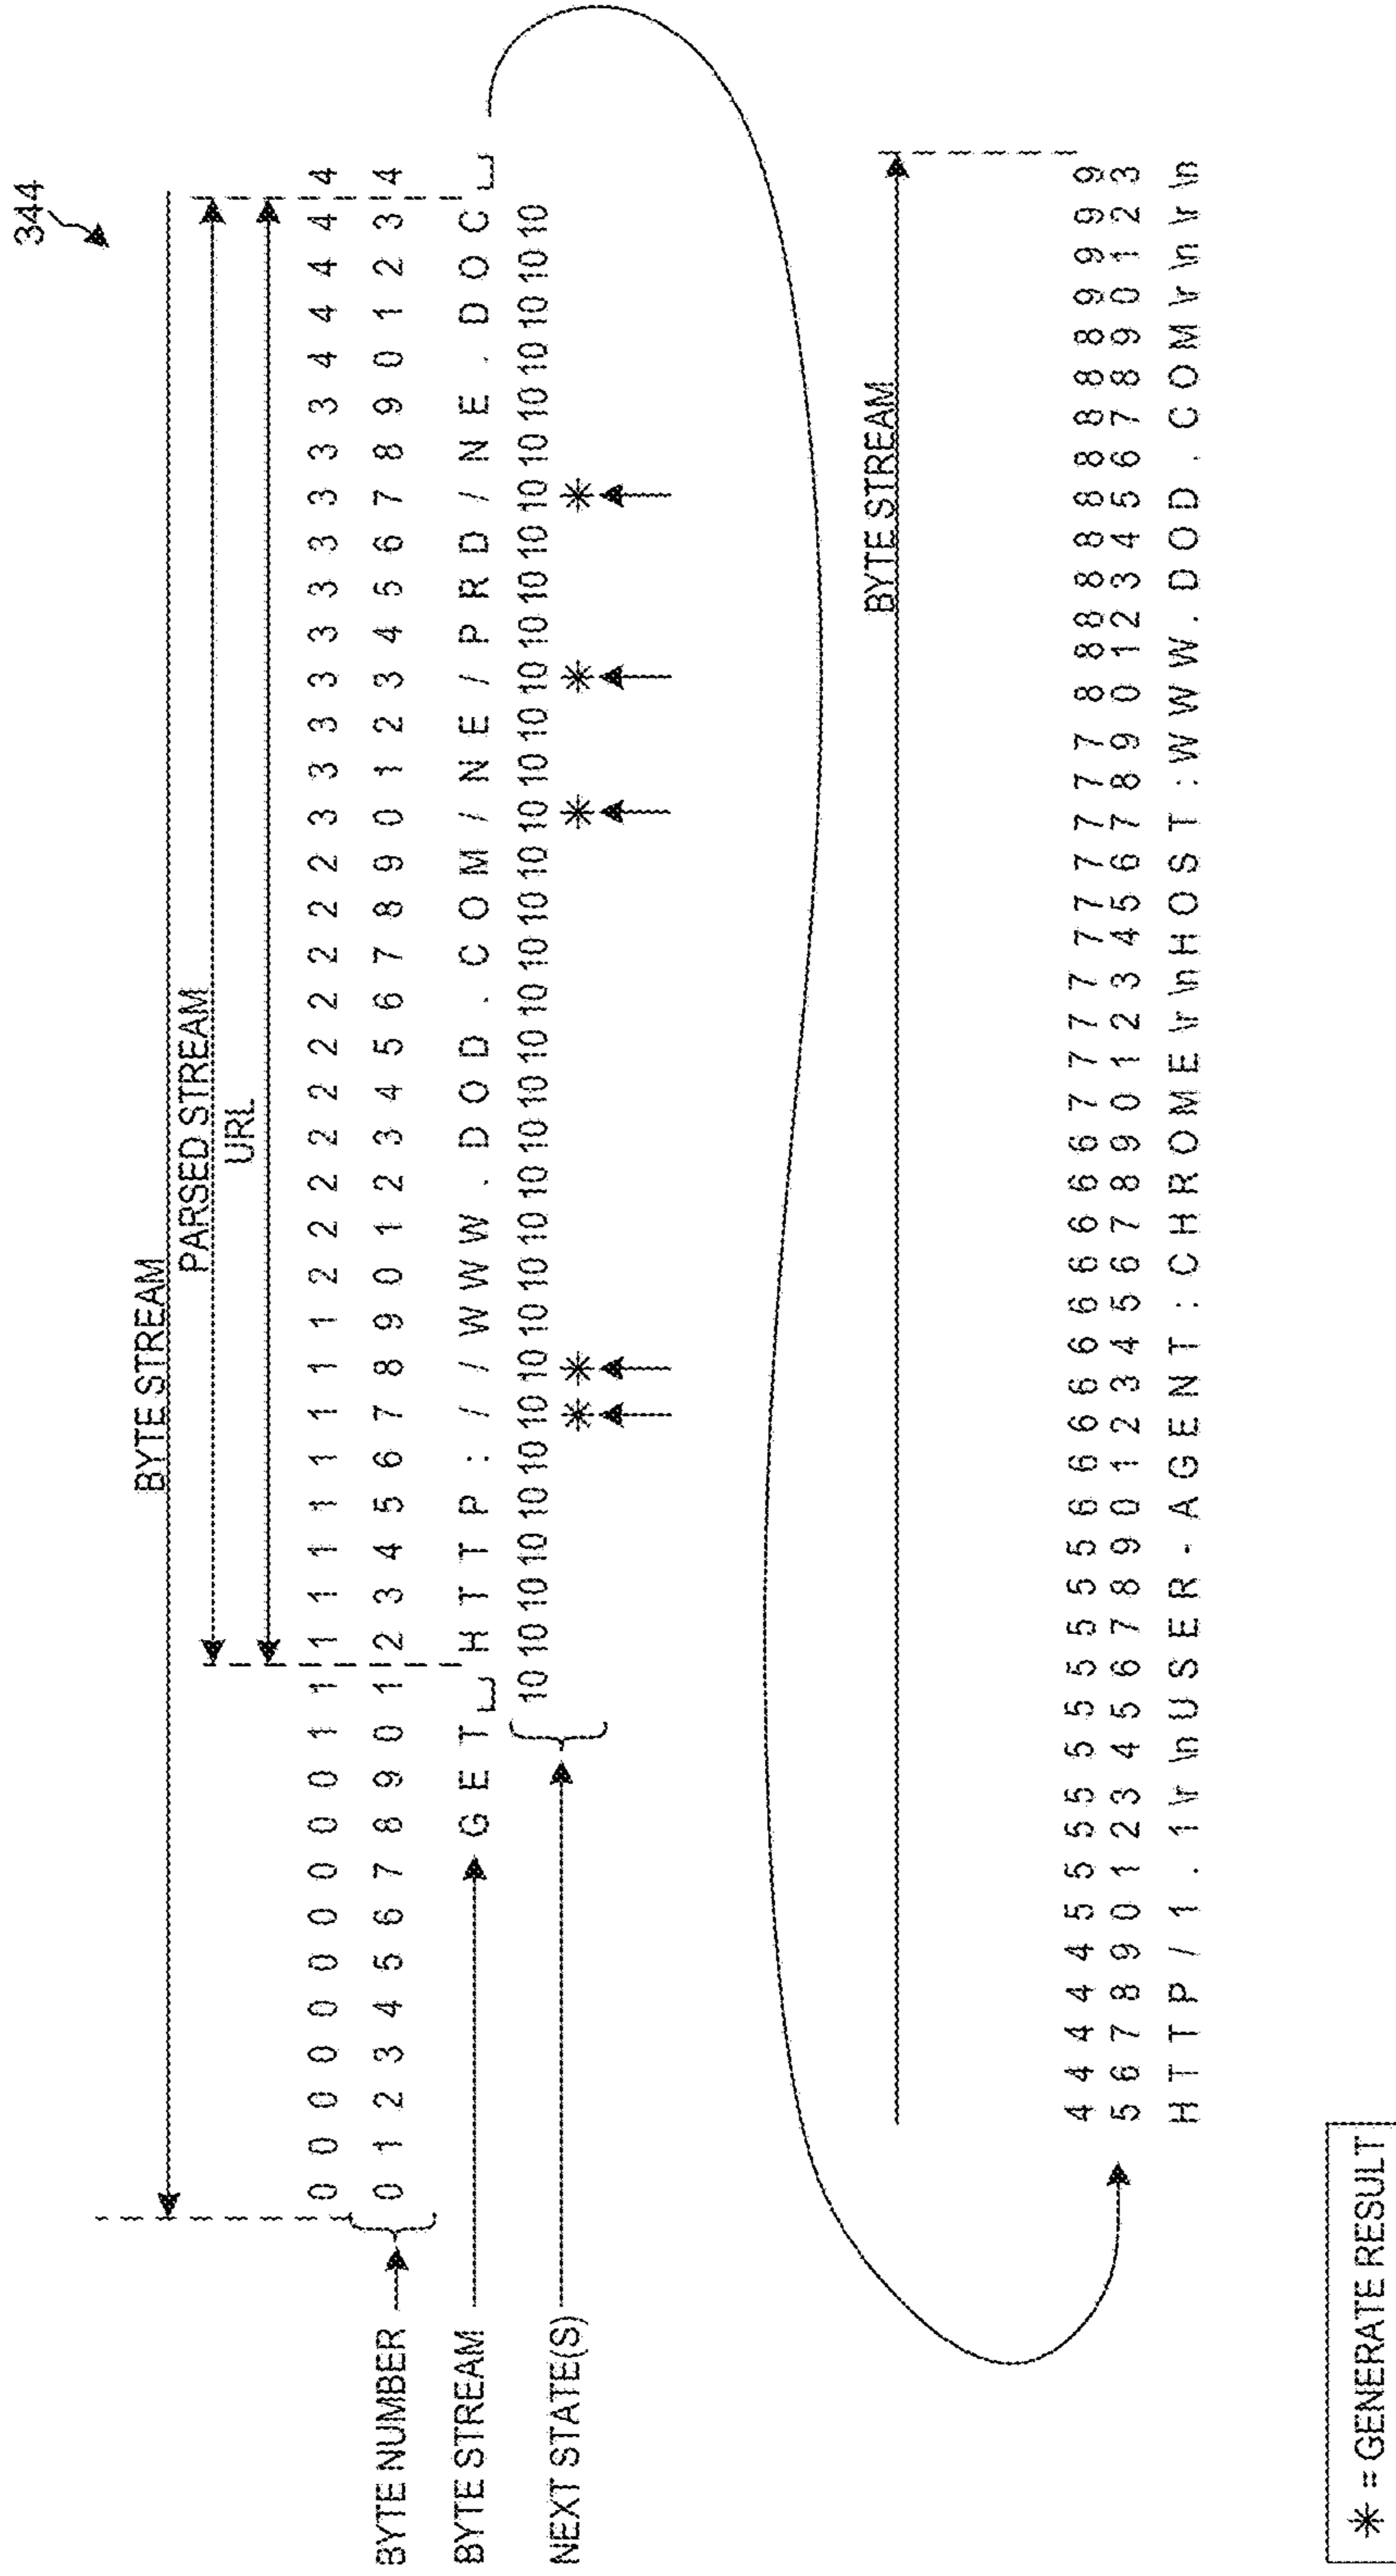 344
BYTE STREAM
PARSED STREAM
URL
0 0 0 0 0 0 0 0 0 0 1 1 1 1 1 1 1 1 1 1 2 2 2 2 2 2 2 2 2 2 3 3 3 3 3 3 3 3 3 3 4 4 4 4 4
BYTE NUMBER 0 1 2 3 4 5 6 7 8 9 0 1 2 3 4 5 6 7 8 9 0 1 2 3 4 5 6 7 8 9 0 1 2 3 4 5 6 7 8 9 0 1 2 3 4
BYTE STREAM G E T ␣ H T T P : / / W W W . D O D . C O M / N E / P R D / N E . D O C ␣
NEXT STATE(S) 10 10 10 10 10 10 10 10 10 10 10 10 10 10 10 10 10 10 10 10 10 10 10 10 10 10 10 10 10 10 10 10 10
* * * * *
BYTE STREAM
4 4 4 4 4 5 5 5 5 5 5 5 5 5 5 6 6 6 6 6 6 6 6 6 6 7 7 7 7 7 7 7 7 7 7 8 8 8 8 8 8 8 8 8 8 9 9 9 9
5 6 7 8 9 0 1 2 3 4 5 6 7 8 9 0 1 2 3 4 5 6 7 8 9 0 1 2 3 4 5 6 7 8 9 0 1 2 3 4 5 6 7 8 9 0 1 2 3
H T T P / 1 . 1 \r \n U S E R - A G E N T : C H R O M E \r \n H O S T : W W W . D O D . C O M \r \n \r \n
* = GENERATE RESULT